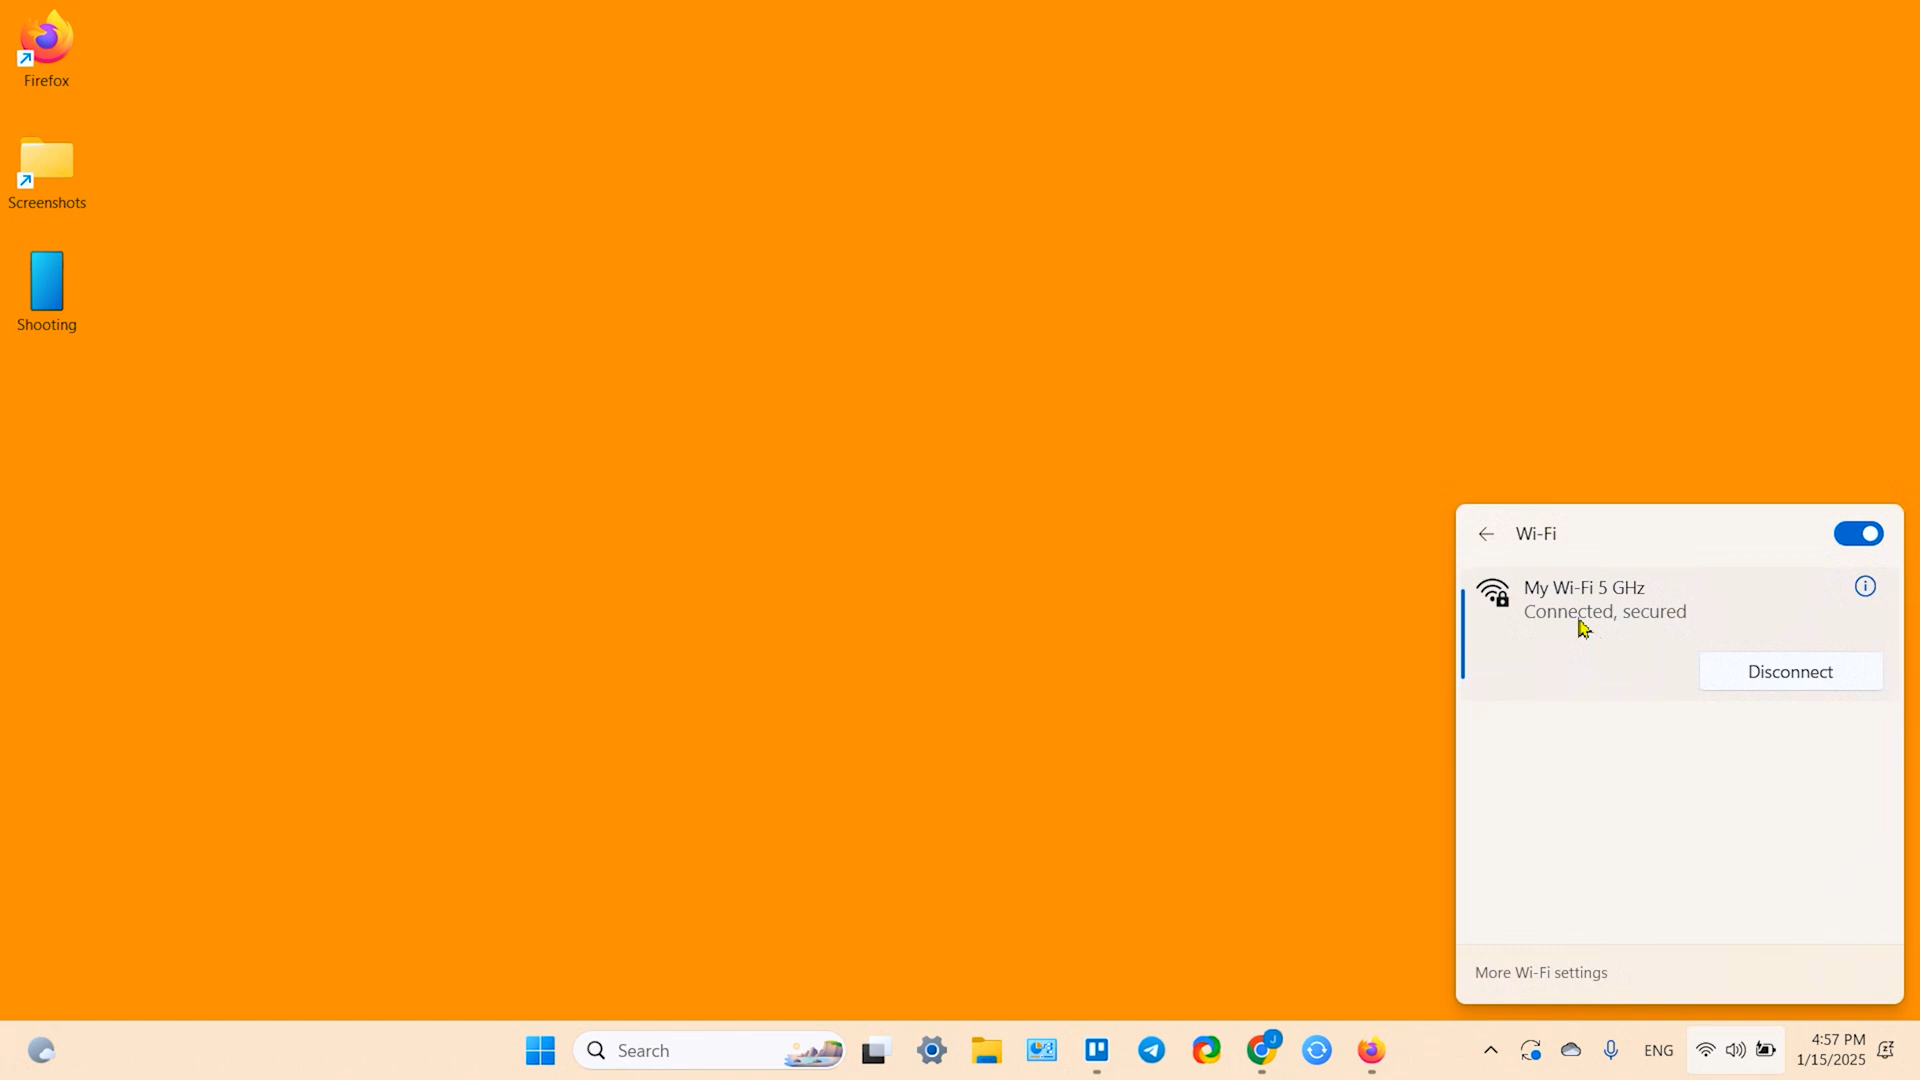 Firefox
Screenshots
Shooting
Wi-Fi
My Wi-Fi 5 GHz
Connected, secured
Disconnect
More Wi-Fi settings
Search
J
ENG
4:57 PM
1/15/2025